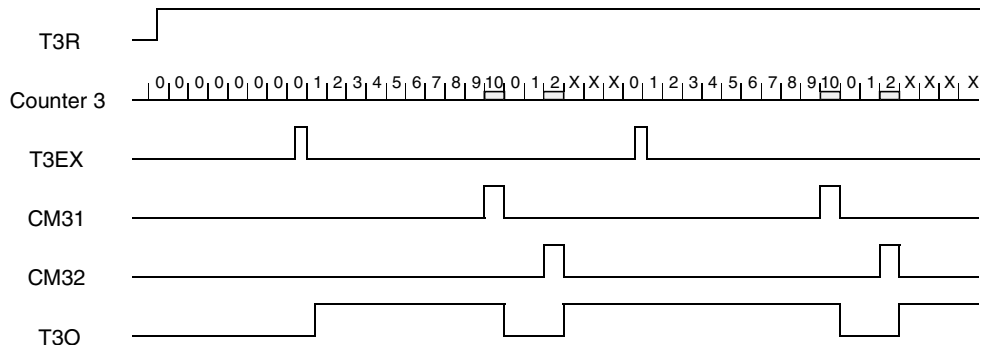 T3R
Counter 3 0 0 0 0 0 0 0 0 1 2 3 4 5 6 7 8 9 10 0 1 2 X X X 0 1 2 3 4 5 6 7 8 9 10 0 1 2 X X X X
T3EX
CM31
CM32
T3O